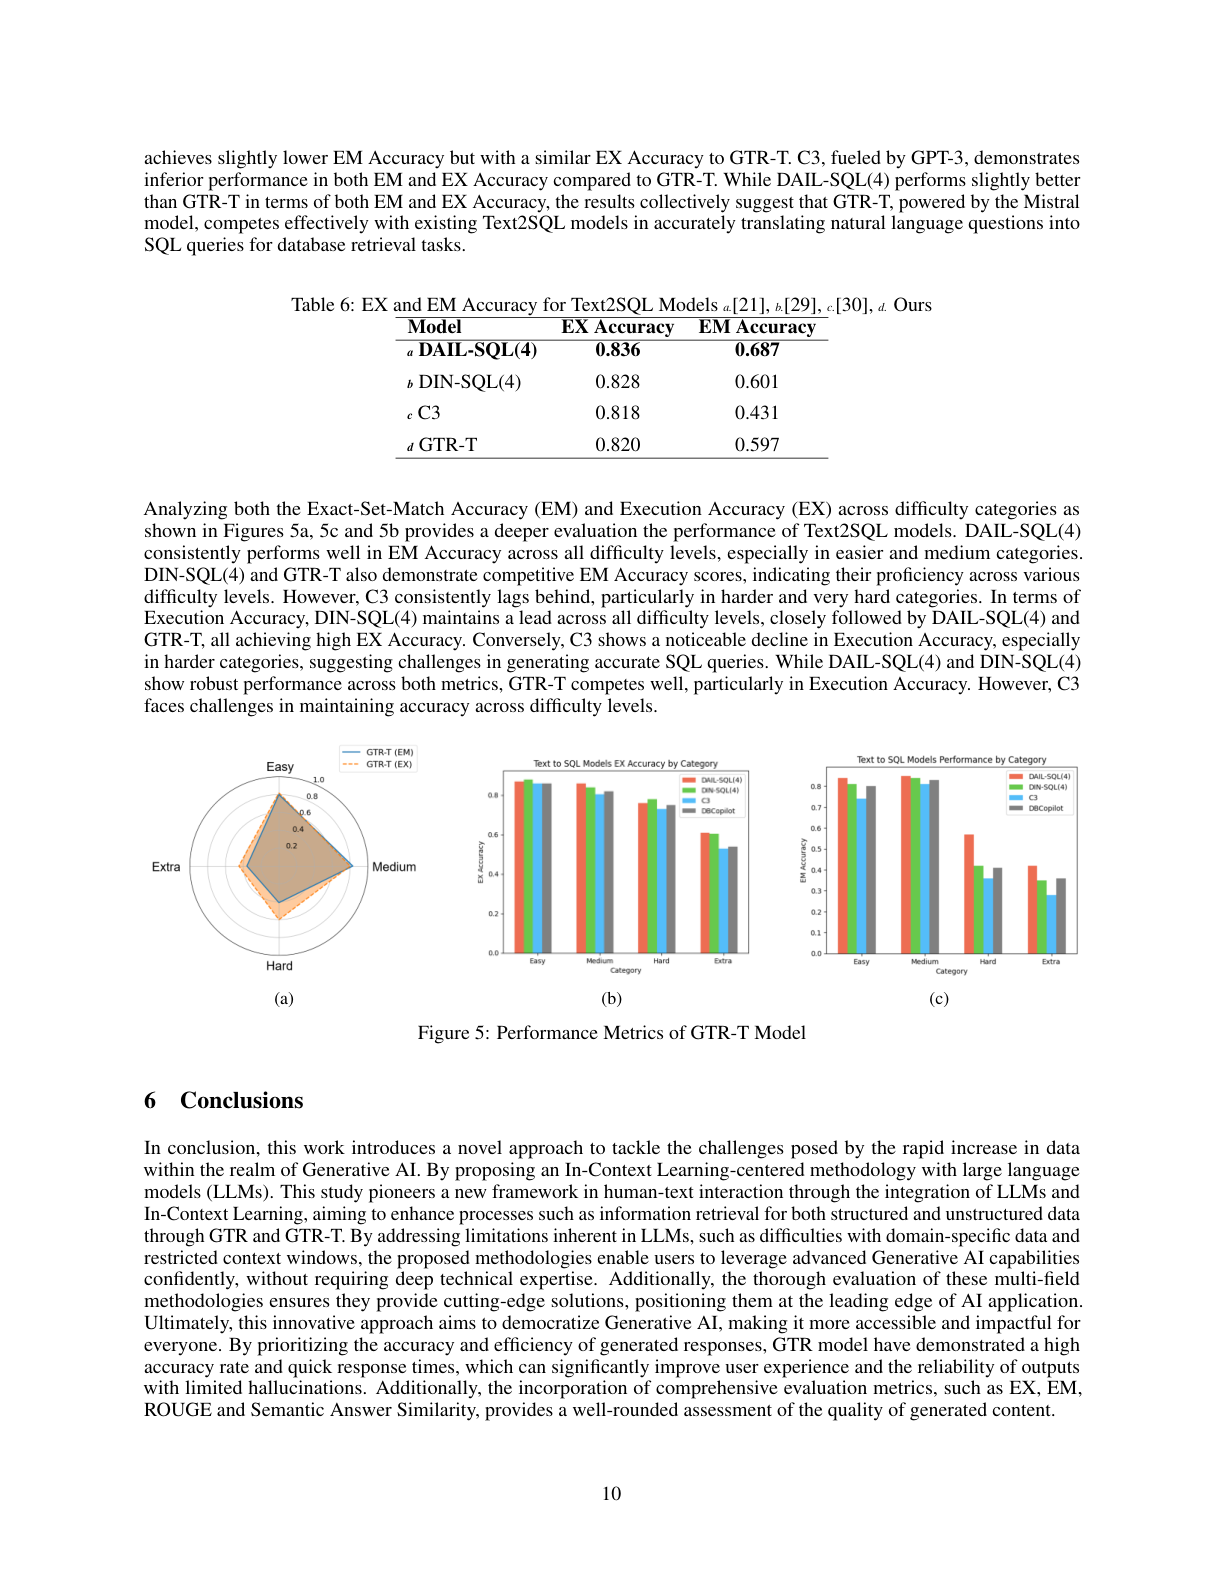 achieves slightly lower EM Accuracy but with a similar EX Accuracy to GTR-T. C3, fueled by GPT-3, demonstrates
inferior performance in both EM and EX Accuracy compared to GTR-T. While DAIL-SQL(4) performs slightly better
than GTR-T in terms of both EM and EX Accuracy, the results collectively suggest that GTR-T, powered by the Mistral
model, competes effectively with existing Text2SQL models in accurately translating natural language questions into
SQL queries for database retrieval tasks.
Table 6: EX and EM Accuracy for Text2SQL Models a.[21], b.[29], c.[30], d. Ours
Model EX Accuracy EM Accuracy
a DAIL-SQL(4) 0.836 0.687
b DIN-SQL(4) 0.828 0.601
c C3 0.818 0.431
d GTR-T 0.820 0.597
Analyzing both the Exact-Set-Match Accuracy (EM) and Execution Accuracy (EX) across difficulty categories as
shown in Figures 5a, 5c and 5b provides a deeper evaluation the performance of Text2SQL models. DAIL-SQL(4)
consistently performs well in EM Accuracy across all difficulty levels, especially in easier and medium categories.
DIN-SQL(4) and GTR-T also demonstrate competitive EM Accuracy scores, indicating their proficiency across various
difficulty levels. However, C3 consistently lags behind, particularly in harder and very hard categories. In terms of
Execution Accuracy, DIN-SQL(4) maintains a lead across all difficulty levels, closely followed by DAIL-SQL(4) and
GTR-T, all achieving high EX Accuracy. Conversely, C3 shows a noticeable decline in Execution Accuracy, especially
in harder categories, suggesting challenges in generating accurate SQL queries. While DAIL-SQL(4) and DIN-SQL(4)
show robust performance across both metrics, GTR-T competes well, particularly in Execution Accuracy. However, C3
faces challenges in maintaining accuracy across difficulty levels.
GTR-T (EM)
GTR-T (EX)
Easy
1.0
0.8
0.6
0.4
0.2
Extra
Medium
Hard
(a)
Text to SQL Models EX Accuracy by Category
DAIL-SQL(4)
DIN-SQL(4)
C3
DBCopilot
EX Accuracy
0.8
0.6
0.4
0.2
0.0
Easy Medium Hard Extra
Category
(b)
Text to SQL Models Performance by Category
DAIL-SQL(4)
DIN-SQL(4)
C3
DBCopilot
EM Accuracy
0.8
0.7
0.6
0.5
0.4
0.3
0.2
0.1
0.0
Easy Medium Hard Extra
Category
(c)
Figure 5: Performance Metrics of GTR-T Model
6 Conclusions
In conclusion, this work introduces a novel approach to tackle the challenges posed by the rapid increase in data
within the realm of Generative AI. By proposing an In-Context Learning-centered methodology with large language
models (LLMs). This study pioneers a new framework in human-text interaction through the integration of LLMs and
In-Context Learning, aiming to enhance processes such as information retrieval for both structured and unstructured data
through GTR and GTR-T. By addressing limitations inherent in LLMs, such as difficulties with domain-specific data and
restricted context windows, the proposed methodologies enable users to leverage advanced Generative AI capabilities
confidently, without requiring deep technical expertise. Additionally, the thorough evaluation of these multi-field
methodologies ensures they provide cutting-edge solutions, positioning them at the leading edge of AI application.
Ultimately, this innovative approach aims to democratize Generative AI, making it more accessible and impactful for
everyone. By prioritizing the accuracy and efficiency of generated responses, GTR model have demonstrated a high
accuracy rate and quick response times, which can significantly improve user experience and the reliability of outputs
with limited hallucinations. Additionally, the incorporation of comprehensive evaluation metrics, such as EX, EM,
ROUGE and Semantic Answer Similarity, provides a well-rounded assessment of the quality of generated content.
10